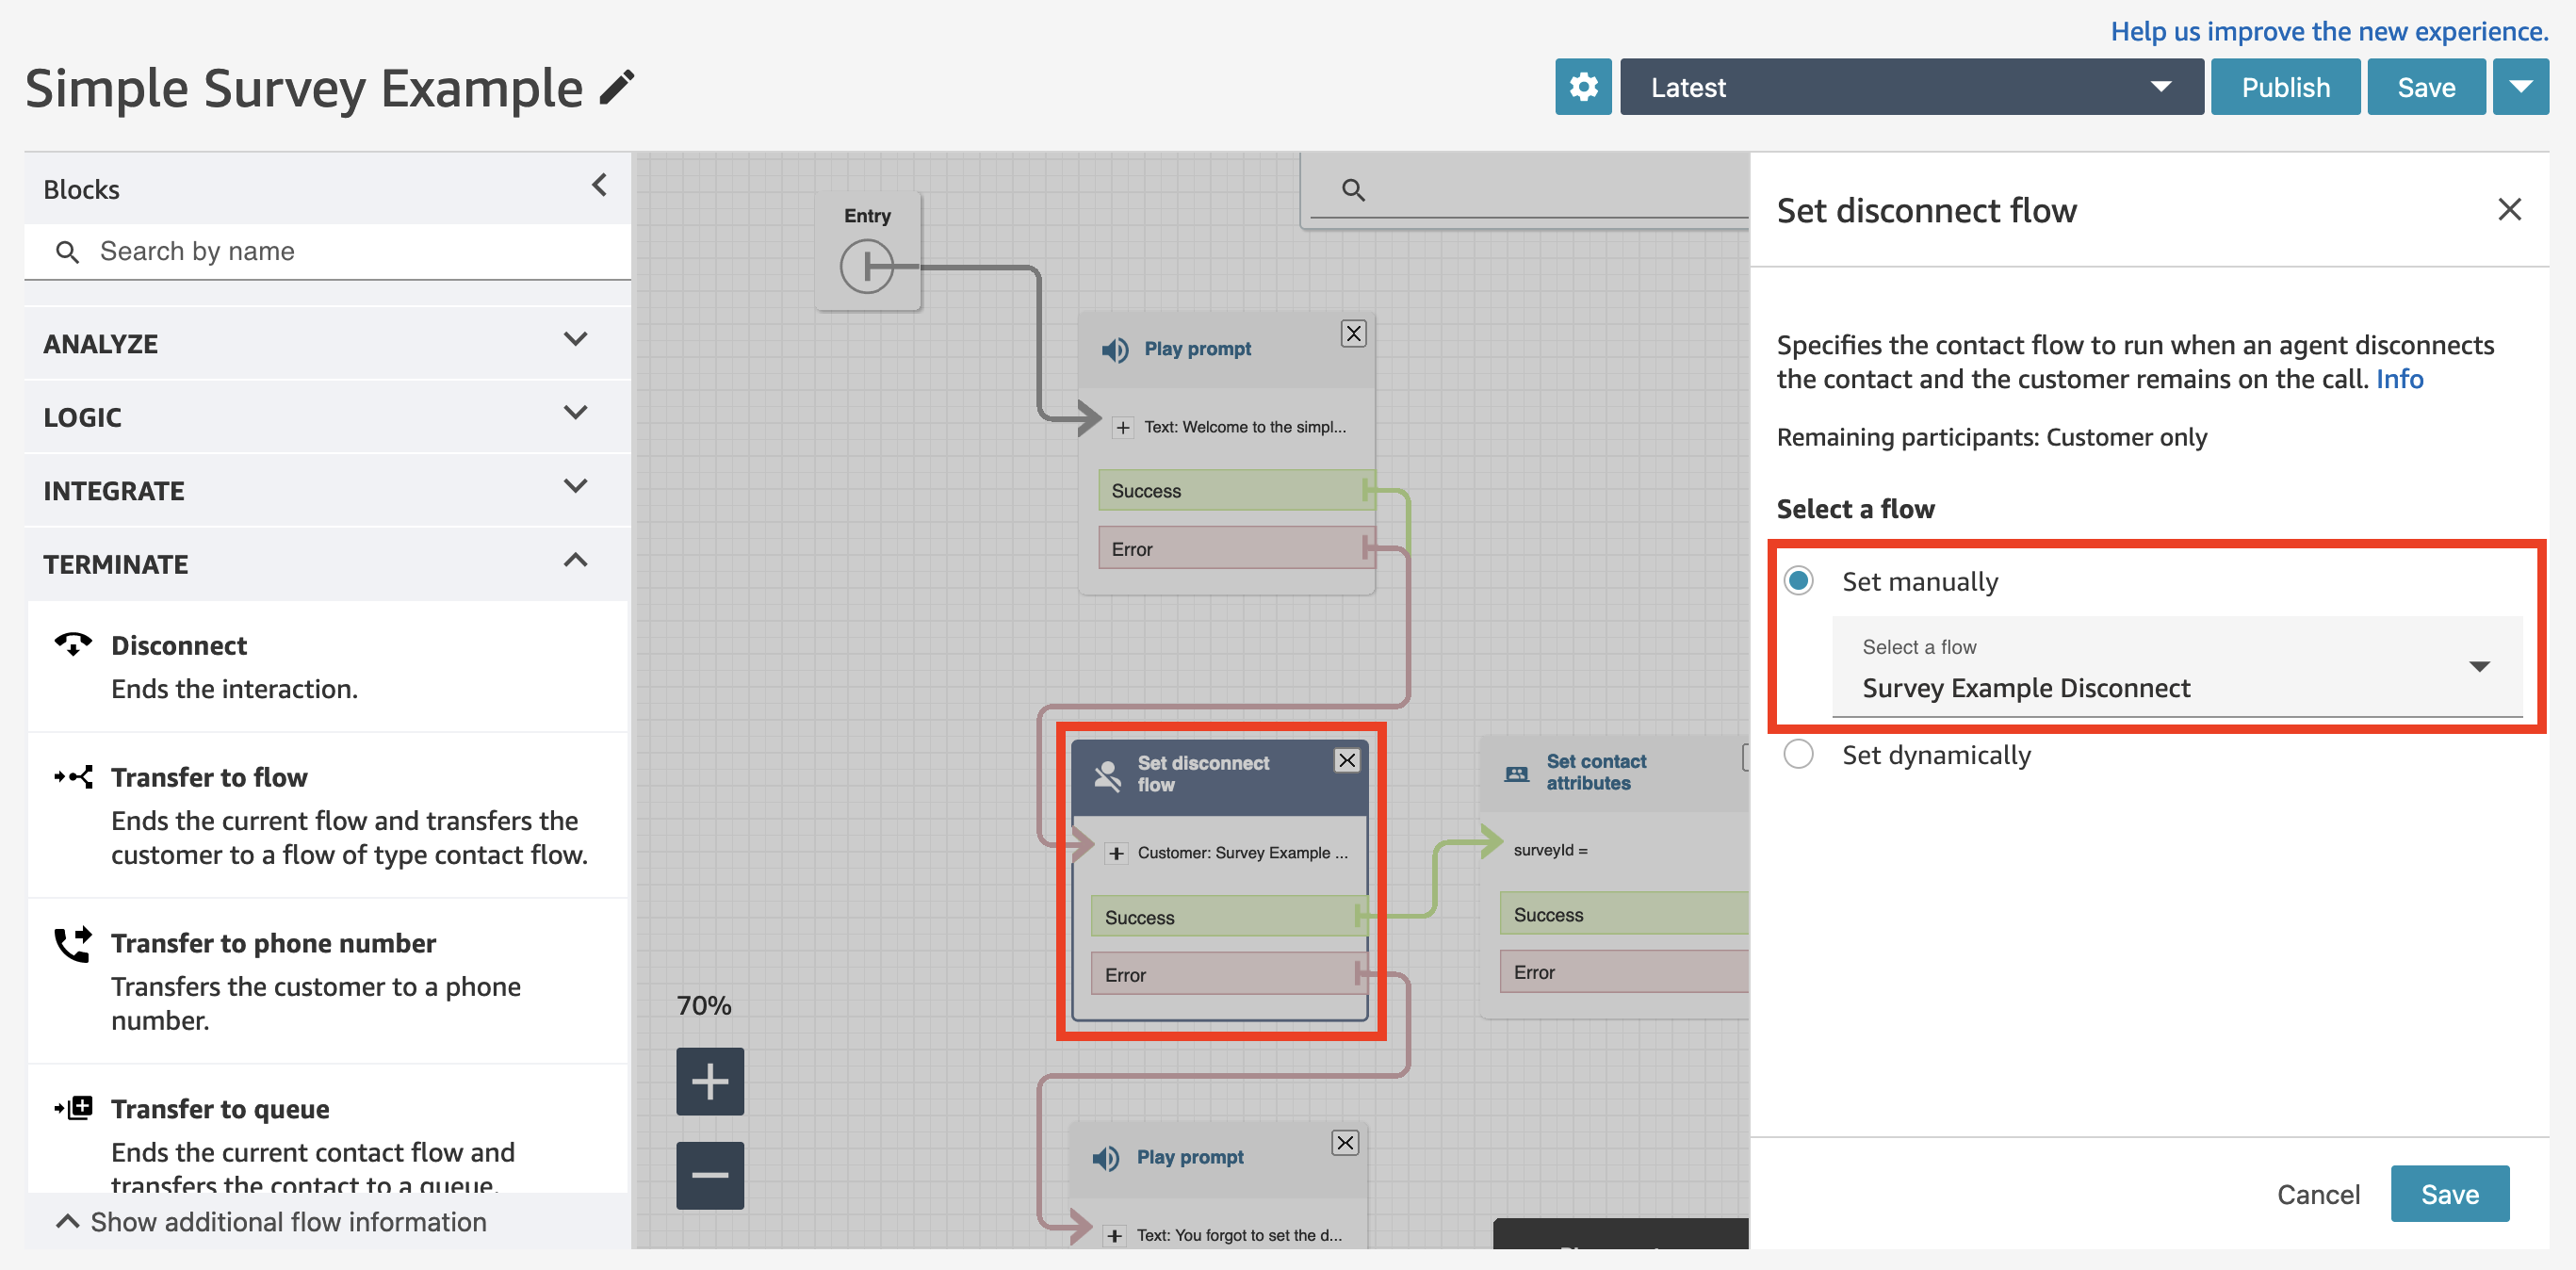 Help us improve the new experience.
Simple Survey Example
Latest
Publish
Save
Blocks
Search by name
ANALYZE
LOGIC
INTEGRATE
TERMINATE
Disconnect
Ends the interaction.
Transfer to flow
Ends the current flow and transfers the
customer to a flow of type contact flow.
Transfer to phone number
Transfers the customer to a phone
number.
Transfer to queue
Ends the current contact flow and
transfers the contact to a queue.
Show additional flow information
Entry
Play prompt
Text: Welcome to the simpl...
Success
Error
Set disconnect
flow
Customer: Survey Example ...
Success
Error
Set contact
attributes
surveyId =
Success
Error
70%
Play prompt
Text: You forgot to set the d...
Set disconnect flow
Specifies the contact flow to run when an agent disconnects
the contact and the customer remains on the call. Info
Remaining participants: Customer only
Select a flow
Set manually
Select a flow
Survey Example Disconnect
Set dynamically
Cancel
Save